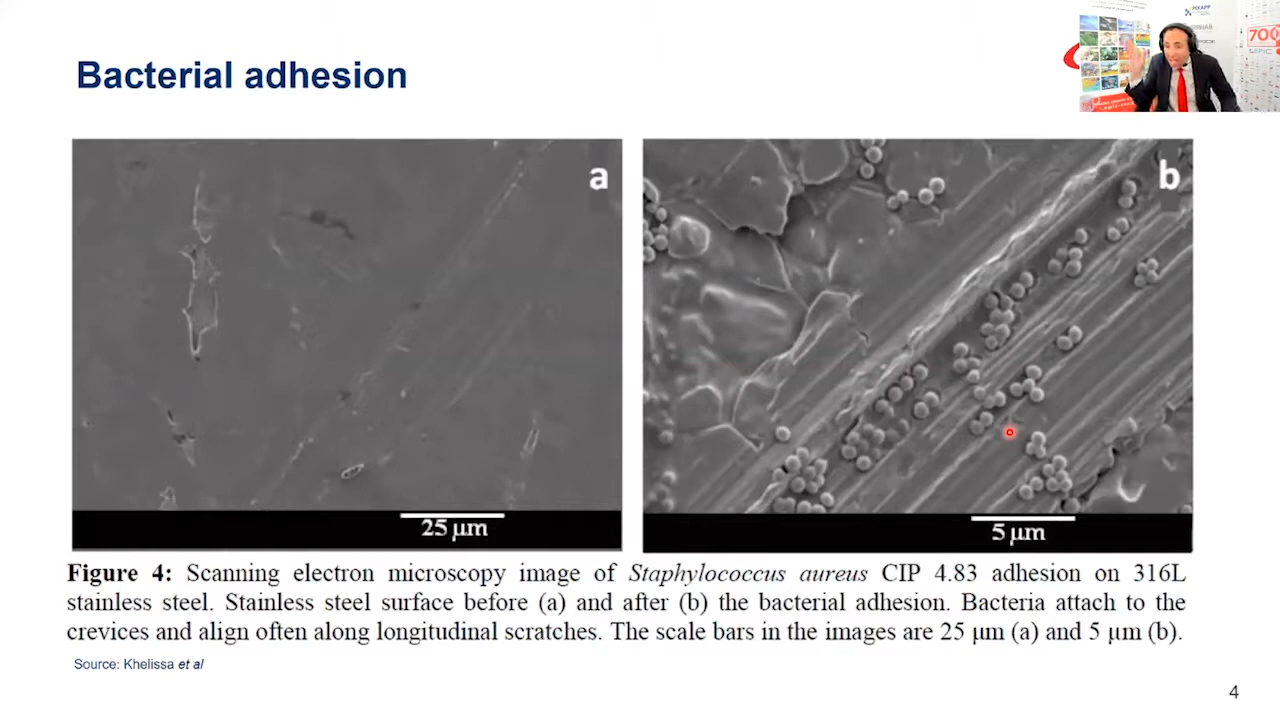 PIXAPP
700
EPIC
Bacterial adhesion
a
b
25 µm
5 µm
Figure 4: Scanning electron microscopy image of Staphylococcus aureus CIP 4.83 adhesion on 316L
stainless steel. Stainless steel surface before (a) and after (b) the bacterial adhesion. Bacteria attach to the
crevices and align often along longitudinal scratches. The scale bars in the images are 25 µm (a) and 5 µm (b).
Source: Khelissa et al
4